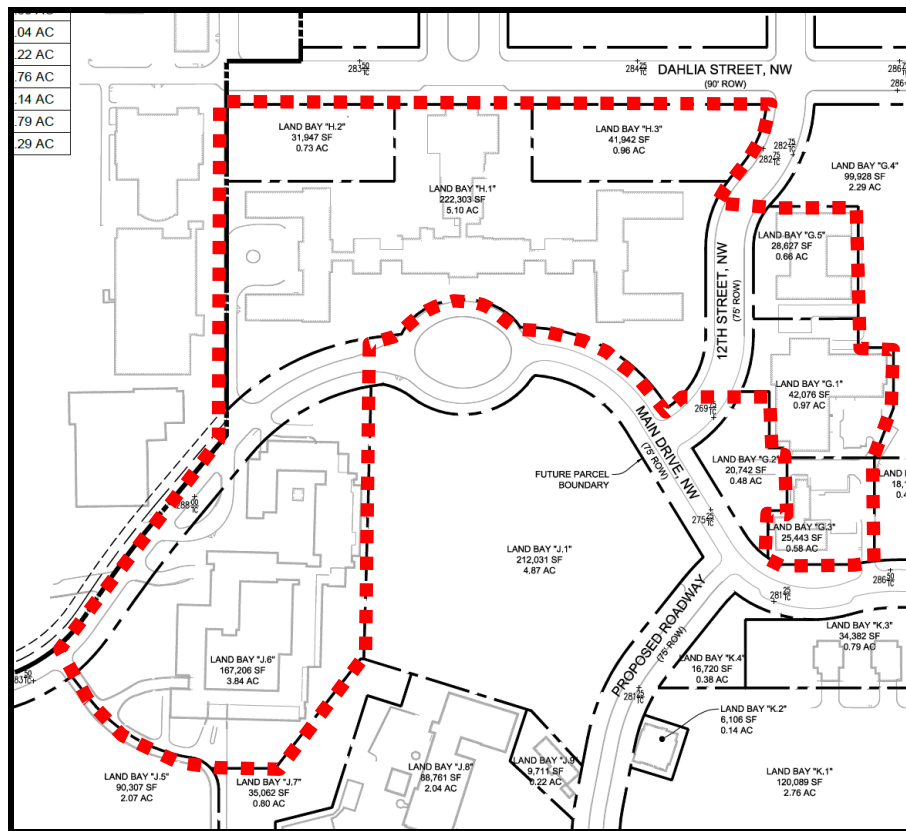 .04 AC
.22 AC
.76 AC
.14 AC
.79 AC
.29 AC
DAHLIA STREET, NW
(90' ROW)
LAND BAY "H.2"
31,947 SF
0.73 AC
LAND BAY "H.3"
41,942 SF
0.96 AC
LAND BAY "H.1"
222,303 SF
5.10 AC
LAND BAY "G.4"
99,928 SF
2.29 AC
LAND BAY "G.5"
28,627 SF
0.66 AC
12TH STREET, NW
(75' ROW)
LAND BAY "G.1"
42,076 SF
0.97 AC
MAIN DRIVE, NW
(75' ROW)
FUTURE PARCEL
BOUNDARY
LAND BAY "G.2"
20,742 SF
0.48 AC
LAND BAY "G.3"
25,443 SF
0.58 AC
LAND BAY "J.1"
212,031 SF
4.87 AC
PROPOSED ROADWAY
(75' ROW)
LAND BAY "K.3"
34,382 SF
0.79 AC
LAND BAY "K.4"
16,720 SF
0.38 AC
LAND BAY "J.6"
167,206 SF
3.84 AC
LAND BAY "K.2"
6,106 SF
0.14 AC
LAND BAY "J.5"
90,307 SF
2.07 AC
LAND BAY "J.7"
35,062 SF
0.80 AC
LAND BAY "J.8"
88,761 SF
2.04 AC
LAND BAY "J.9"
9,711 SF
0.22 AC
LAND BAY "K.1"
120,089 SF
2.76 AC